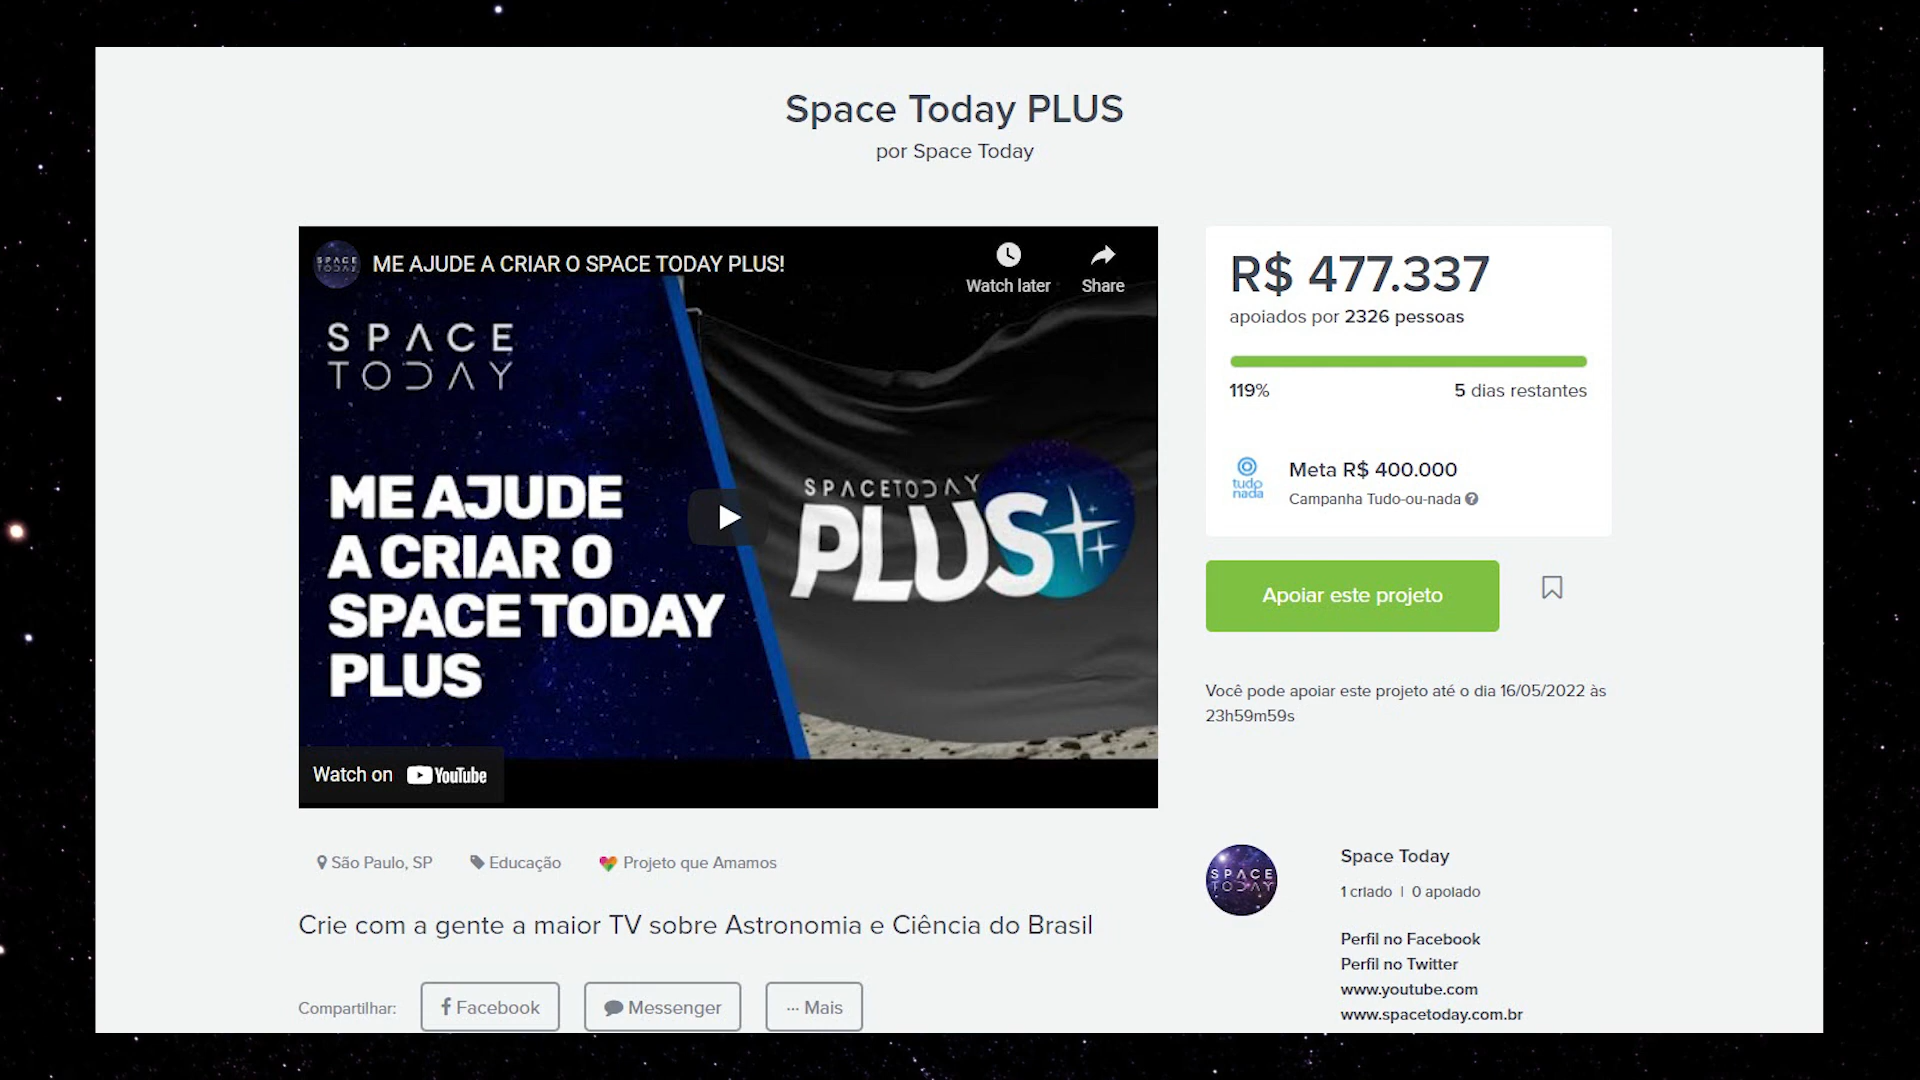 Space Today PLUS
por Space Today
SPACE
TODAY
ME AJUDE A CRIAR O SPACE TODAY PLUS!
Watch later
Share
SPACE
TODAY
ME AJUDE
A CRIAR O
SPACE TODAY
PLUS
SPACETODAY
PLUS
Watch on YouTube
R$ 477.337
apoiados por 2326 pessoas
119%
5 dias restantes
tudo
nada
Meta R$ 400.000
Campanha Tudo-ou-nada ?
Apoiar este projeto
Você pode apoiar este projeto até o dia 16/05/2022 às
23h59m59s
São Paulo, SP
Educação
Projeto que Amamos
Crie com a gente a maior TV sobre Astronomia e Ciência do Brasil
Compartilhar:
Facebook
Messenger
··· Mais
SPACE
TODAY
Space Today
1 criado | 0 apoiado
Perfil no Facebook
Perfil no Twitter
www.youtube.com
www.spacetoday.com.br